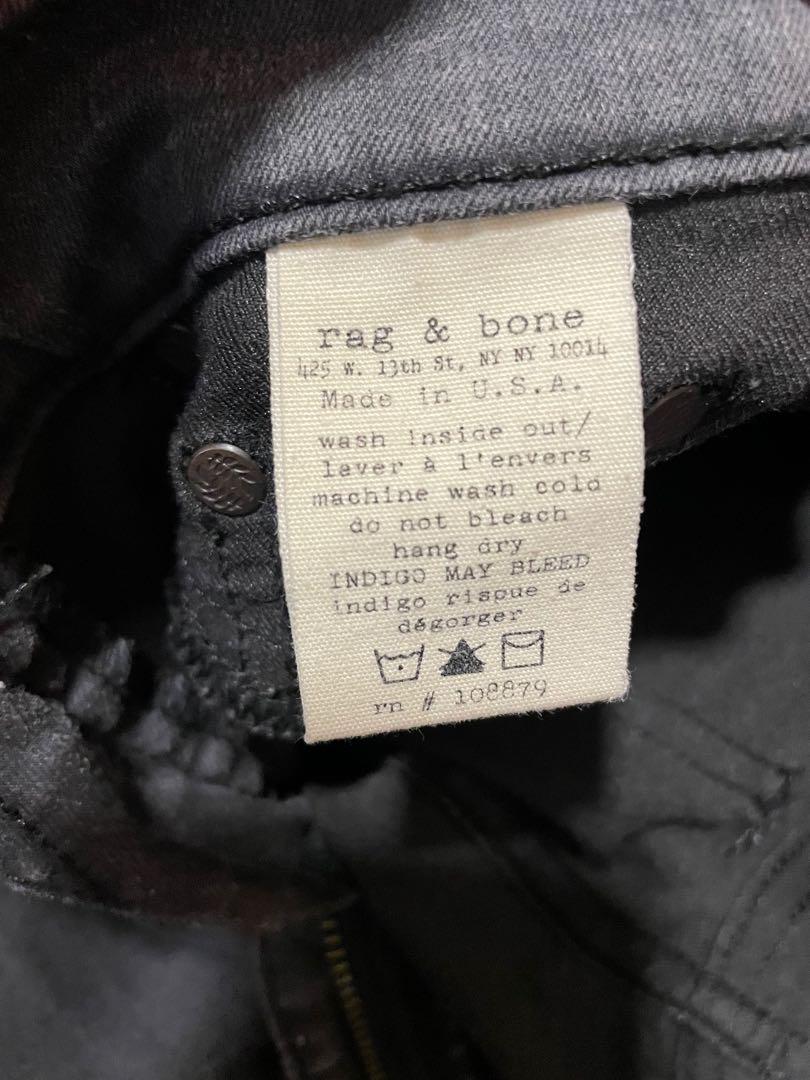 rag & bone
425 W. 13th St, NY NY 10014
Made in U.S.A.
wash inside out/
laver à l'envers
machine wash cold
do not bleach
hang dry
INDIGO MAY BLEED
indigo risque de
dégorger
rn # 108879